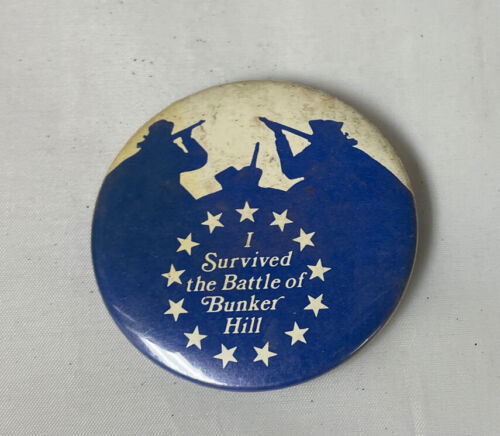 I
Survived
the Battle of
Bunker
Hill